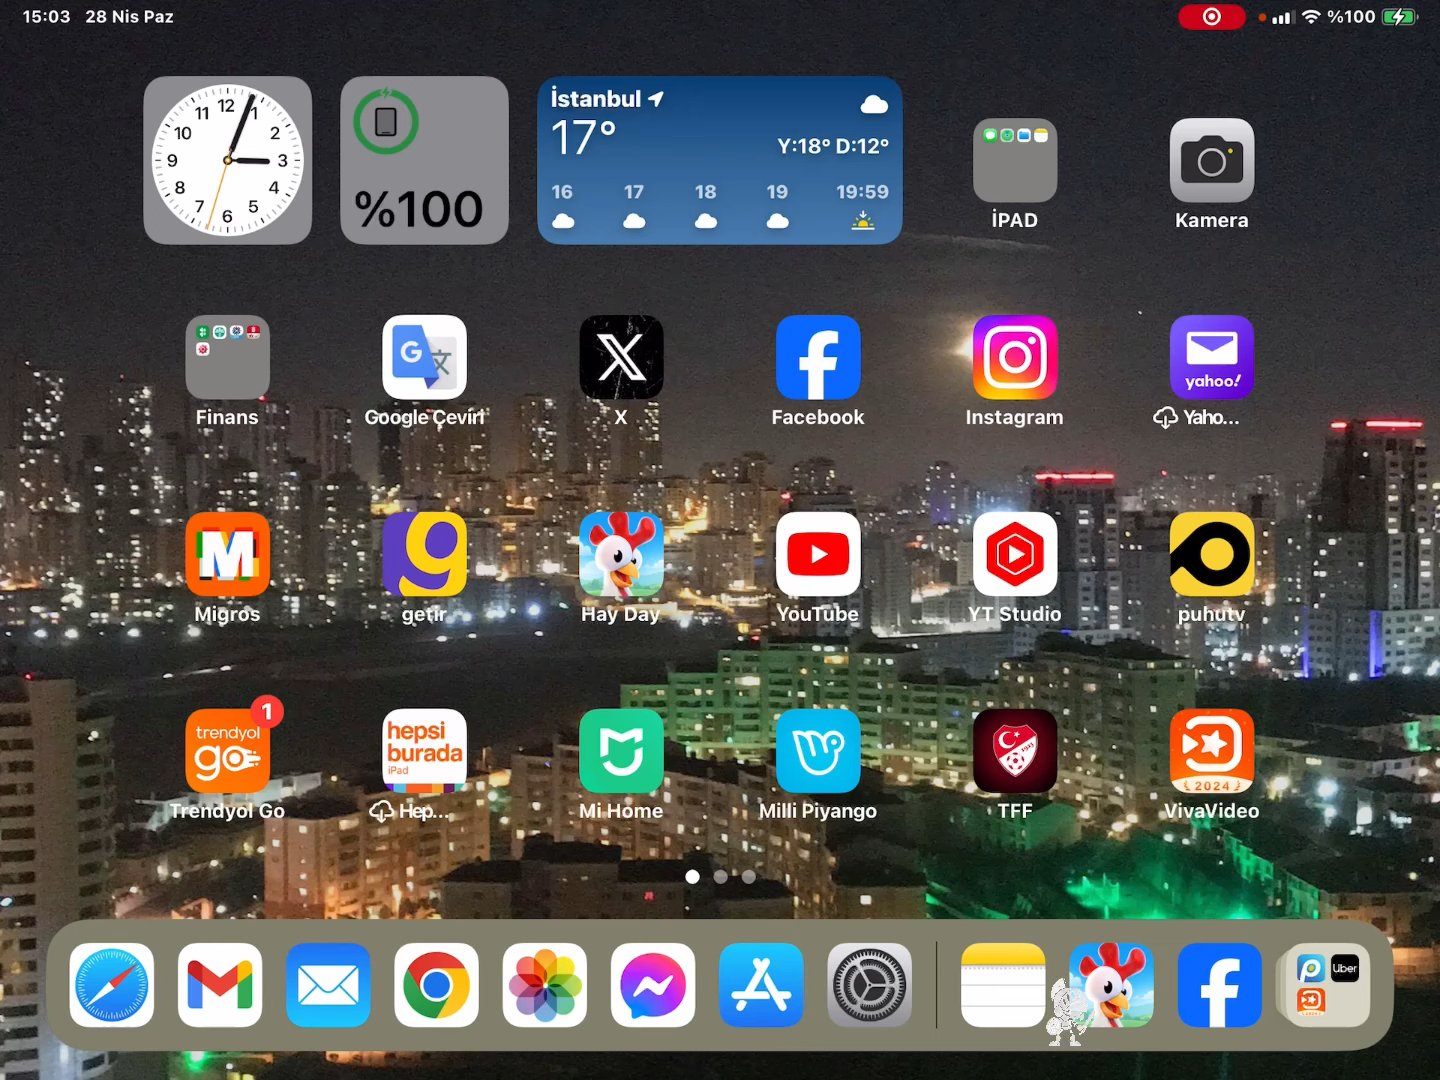 15:03 28 Nis Paz
%100
12
1
2
3
4
5
6
7
8
9
10
11
%100
İstanbul
17°
Y:18° D:12°
16 17 18 19 19:59
İPAD
Kamera
yahoo!
Finans
Google Çeviri
X
Facebook
Instagram
Yaho...
Migros
getir
Hay Day
YouTube
YT Studio
puhutv
trendyol
go
1
hepsi
burada
iPad
1923
2024
Trendyol Go
Hep...
Mi Home
Milli Piyango
TFF
VivaVideo
Uber